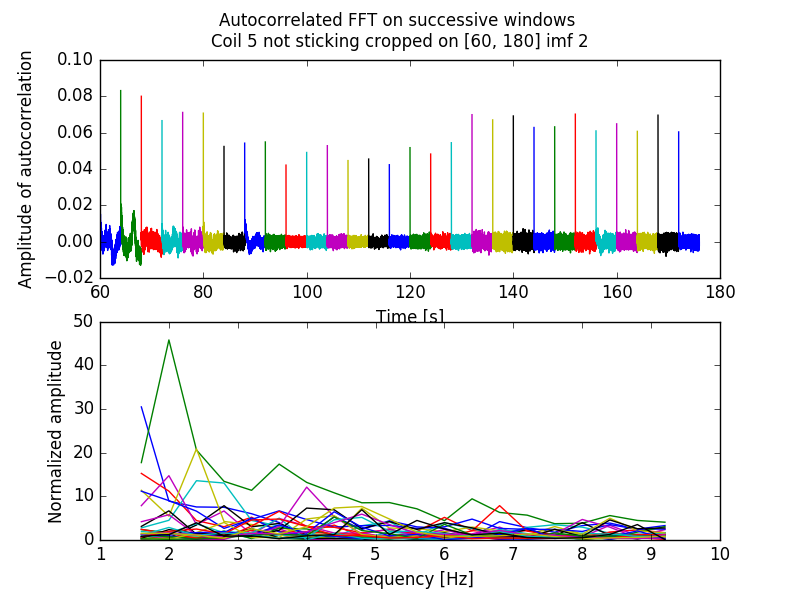 Autocorrelated FFT on successive windows
Coil 5 not sticking cropped on [60, 180] imf 2
Amplitude of autocorrelation
0.10
0.08
0.06
0.04
0.02
0.00
−0.02
60 80 100 120 140 160 180
Time [s]
Normalized amplitude
50
40
30
20
10
0
1 2 3 4 5 6 7 8 9 10
Frequency [Hz]